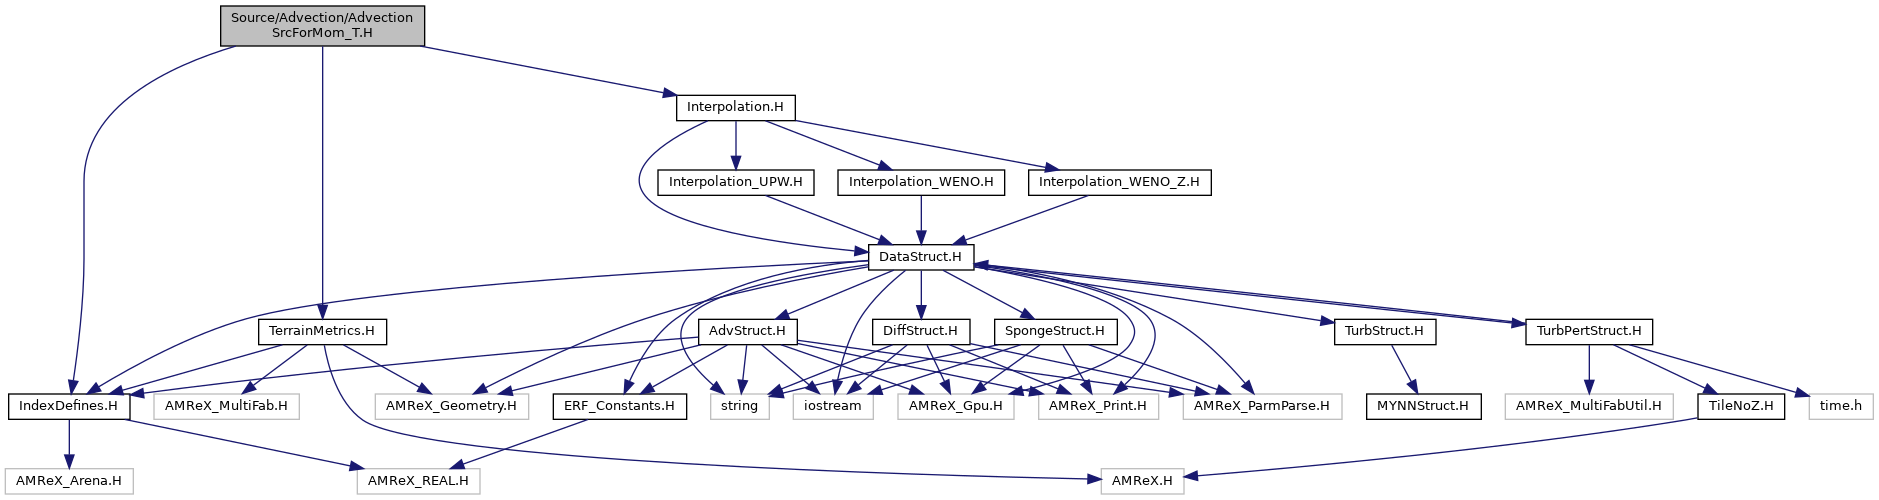 Source/Advection/Advection
SrcForMom_T.H
Interpolation.H
Interpolation_UPW.H
Interpolation_WENO.H
Interpolation_WENO_Z.H
DataStruct.H
TerrainMetrics.H
AdvStruct.H
DiffStruct.H
SpongeStruct.H
TurbStruct.H
TurbPertStruct.H
IndexDefines.H
AMReX_MultiFab.H
AMReX_Geometry.H
ERF_Constants.H
string
iostream
AMReX_Gpu.H
AMReX_Print.H
AMReX_ParmParse.H
MYNNStruct.H
AMReX_MultiFabUtil.H
TileNoZ.H
time.h
AMReX_Arena.H
AMReX_REAL.H
AMReX.H